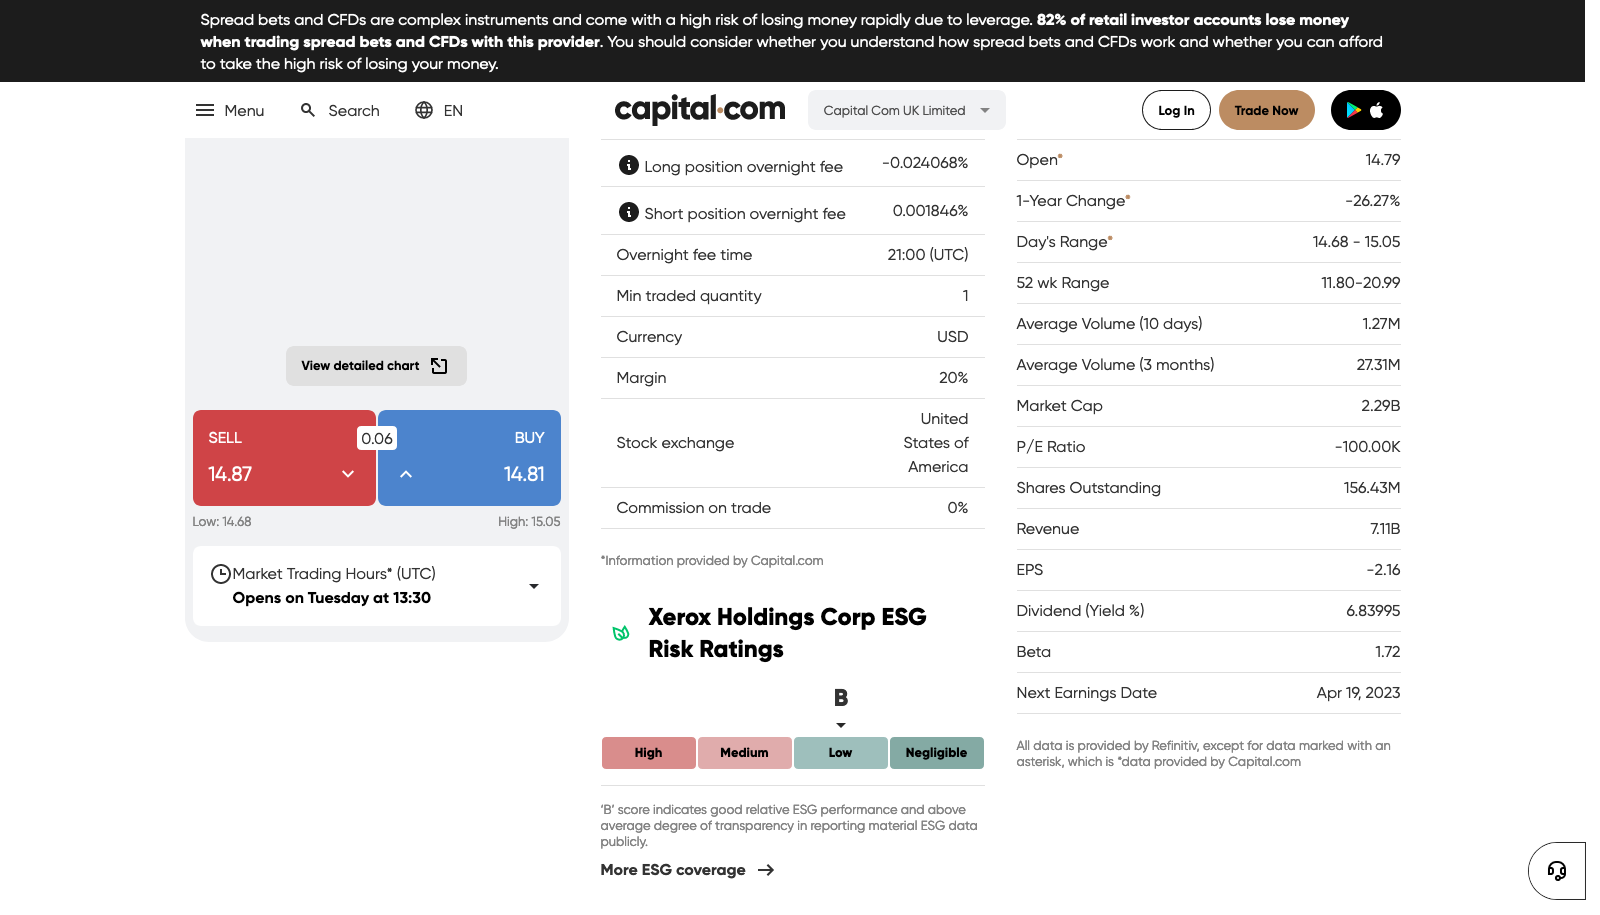 Spread bets and CFDs are complex instruments and come with a high risk of losing money rapidly due to leverage. 82% of retail investor accounts lose money
when trading spread bets and CFDs with this provider. You should consider whether you understand how spread bets and CFDs work and whether you can afford
to take the high risk of losing your money.
Menu Search EN capital.com Capital Com UK Limited Log In Trade Now
View detailed chart
SELL 0.06 BUY
14.87 14.81
Low: 14.68 High: 15.05
Market Trading Hours* (UTC)
Opens on Tuesday at 13:30
Long position overnight fee -0.024068%
Short position overnight fee 0.001846%
Overnight fee time 21:00 (UTC)
Min traded quantity 1
Currency USD
Margin 20%
Stock exchange United
States of
America
Commission on trade 0%
*Information provided by Capital.com
Xerox Holdings Corp ESG
Risk Ratings
B
High Medium Low Negligible
'B' score indicates good relative ESG performance and above
average degree of transparency in reporting material ESG data
publicly.
More ESG coverage
Open* 14.79
1-Year Change* -26.27%
Day's Range* 14.68 - 15.05
52 wk Range 11.80-20.99
Average Volume (10 days) 1.27M
Average Volume (3 months) 27.31M
Market Cap 2.29B
P/E Ratio -100.00K
Shares Outstanding 156.43M
Revenue 7.11B
EPS -2.16
Dividend (Yield %) 6.83995
Beta 1.72
Next Earnings Date Apr 19, 2023
All data is provided by Refinitiv, except for data marked with an
asterisk, which is *data provided by Capital.com